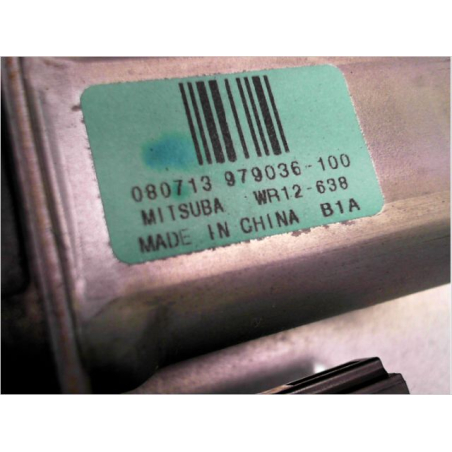 080713 979036-100
MITSUBA WR12-638
MADE IN CHINA B1A